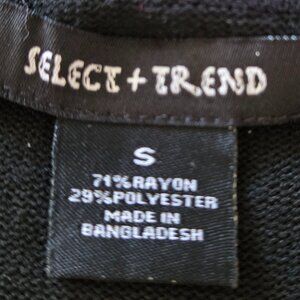 SELECT + TREND
S
71%RAYON
29%POLYESTER
MADE IN
BANGLADESH